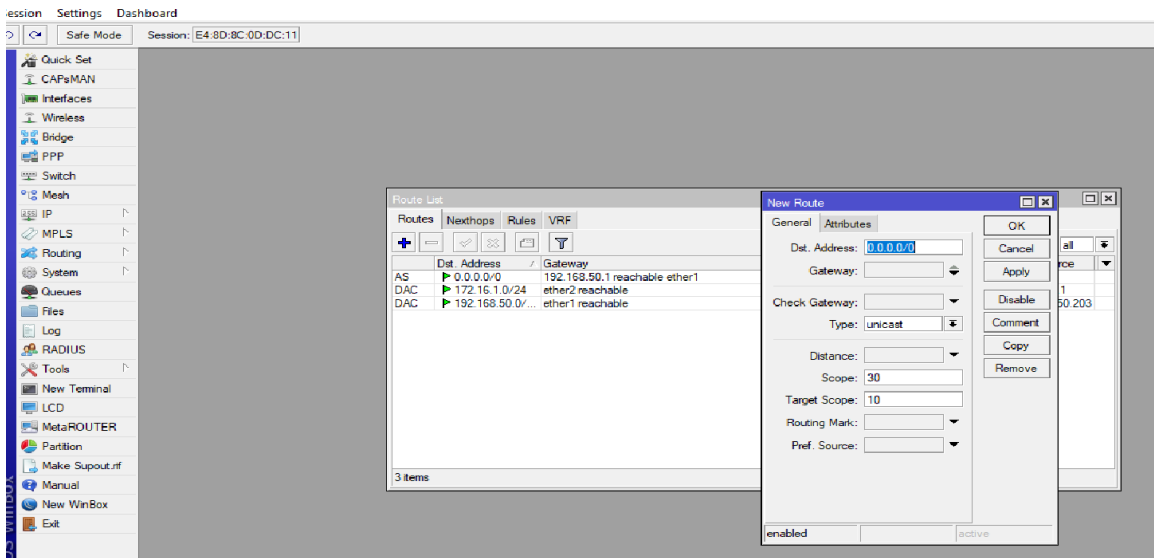 Session Settings Dashboard
Safe Mode Session: E4:8D:8C:0D:DC:11
Quick Set
CAPsMAN
Interfaces
Wireless
Bridge
PPP
Switch
Mesh
IP
MPLS
Routing
System
Queues
Files
Log
RADIUS
Tools
New Terminal
LCD
MetaROUTER
Partition
Make Supout.rif
Manual
New WinBox
Exit
WinBox
Route List
Routes Nexthops Rules VRF
all
Dst. Address Gateway
AS 0.0.0.0/0 192.168.50.1 reachable ether1
DAC 172.16.1.0/24 ether2 reachable
DAC 192.168.50.0/... ether1 reachable
50.203
3 items
New Route
General Attributes
Dst. Address: 0.0.0.0/0
Gateway:
Check Gateway:
Type: unicast
Distance:
Scope: 30
Target Scope: 10
Routing Mark:
Pref. Source:
OK
Cancel
Apply
Disable
Comment
Copy
Remove
enabled active